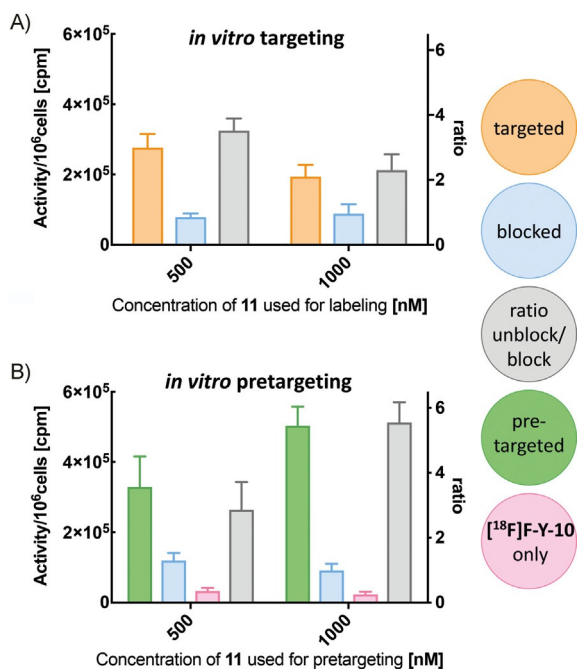 A)
in vitro targeting
Activity/10⁶cells [cpm]
6×10⁵
4×10⁵
2×10⁵
0
ratio
6
4
2
0
500
1000
Concentration of 11 used for labeling [nM]
B)
in vitro pretargeting
Activity/10⁶cells [cpm]
6×10⁵
4×10⁵
2×10⁵
0
ratio
6
4
2
0
500
1000
Concentration of 11 used for pretargeting [nM]
targeted
blocked
ratio
unblock/
block
pre-
targeted
[¹⁸F]F-Y-10
only